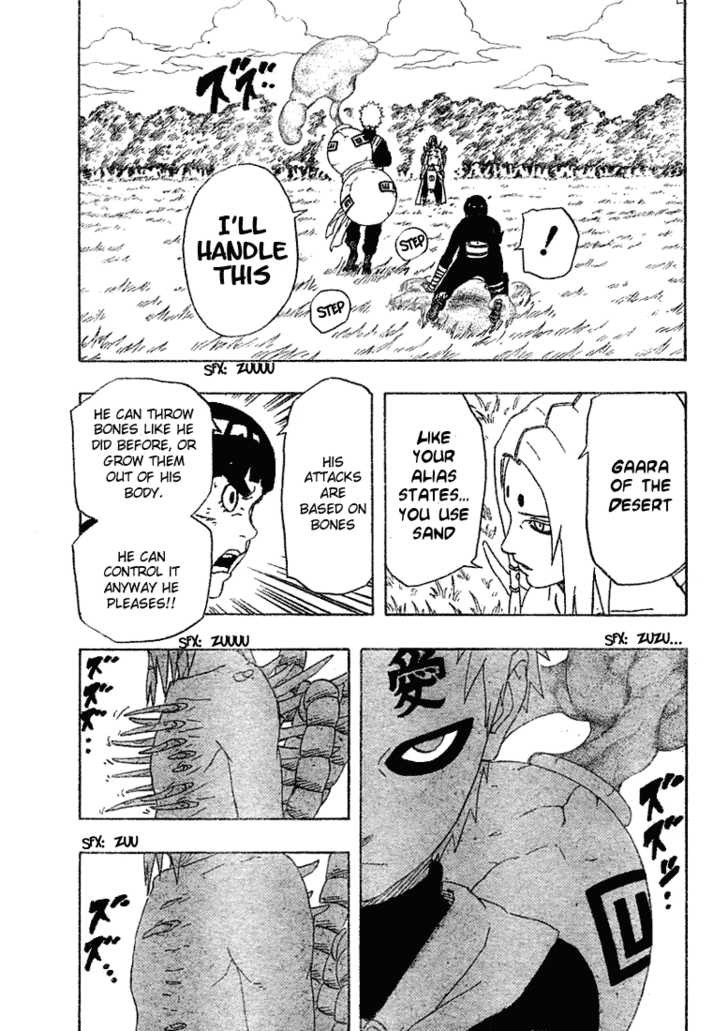 ズズ…
I'LL
HANDLE
THIS
STEP
STEP
!
SFX: ZUUUU
GAARA
OF THE
DESERT
LIKE
YOUR
ALIAS
STATES...
YOU USE
SAND
HIS
ATTACKS
ARE
BASED ON
BONES
HE CAN THROW
BONES LIKE HE
DID BEFORE, OR
GROW THEM
OUT OF HIS
BODY.
HE CAN
CONTROL IT
ANYWAY HE
PLEASES!!
SFX: ZUZU...
愛
ズズッ…
SFX: ZUUUU
ズズズ…
SFX: ZUU
ズズ…